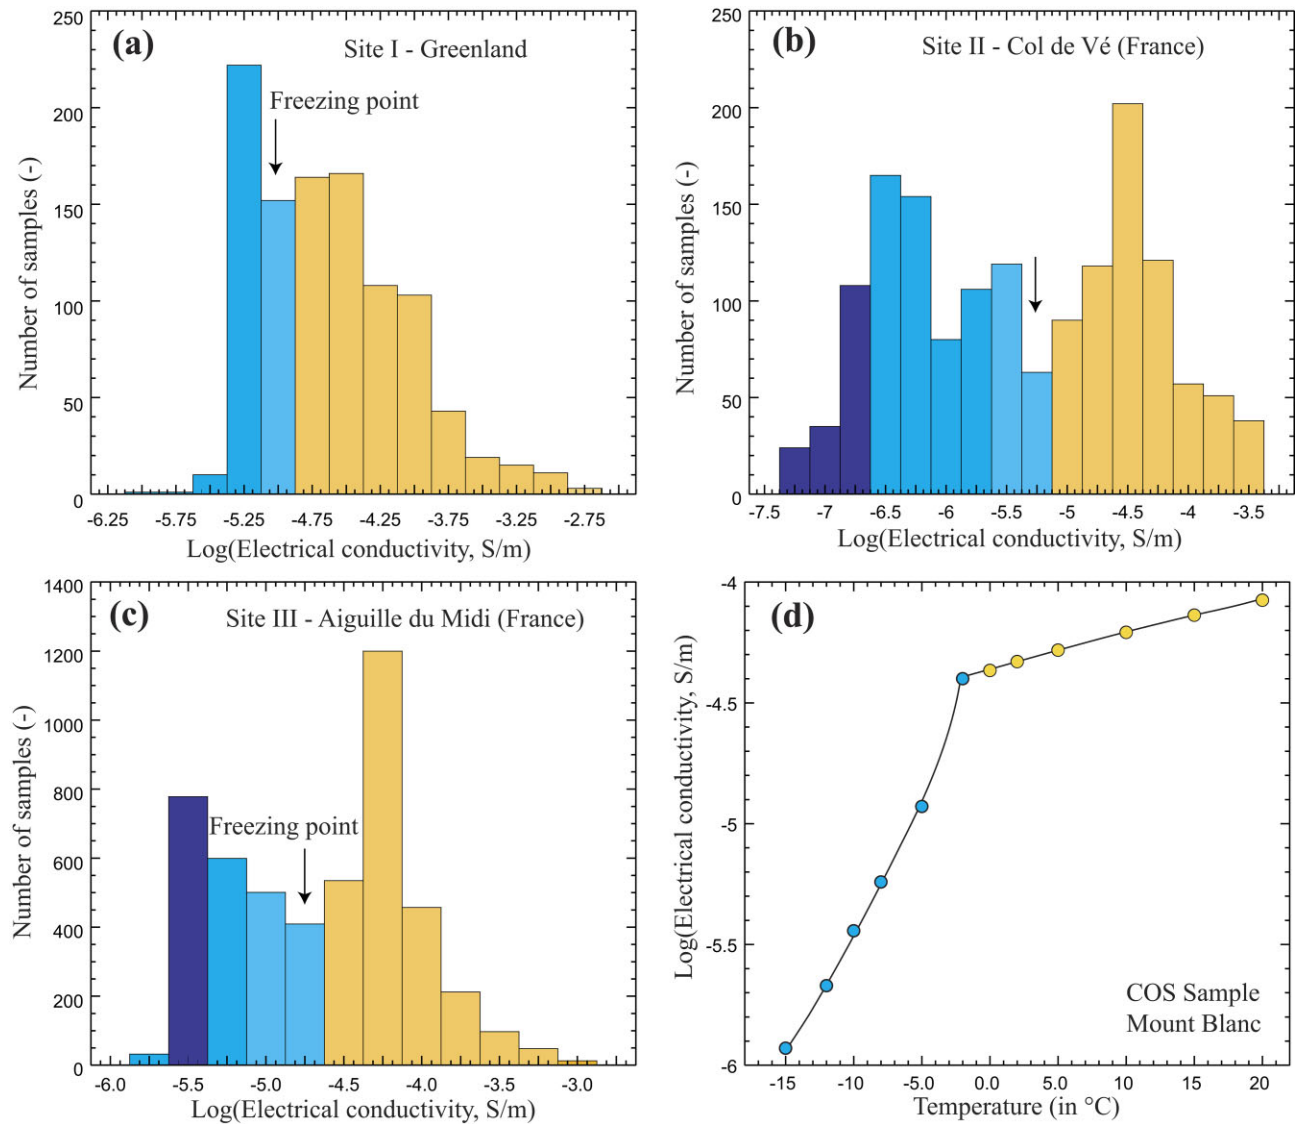 (a)
Site I - Greenland
Freezing point
Number of samples (-)
250
200
150
100
50
0
-6.25 -5.75 -5.25 -4.75 -4.25 -3.75 -3.25 -2.75
Log(Electrical conductivity, S/m)
(b)
Site II - Col de Vé (France)
Number of samples (-)
250
200
150
100
50
0
-7.5 -7 -6.5 -6 -5.5 -5 -4.5 -4 -3.5
Log(Electrical conductivity, S/m)
(c)
Site III - Aiguille du Midi (France)
Freezing point
Number of samples (-)
1400
1200
1000
800
600
400
200
0
-6.0 -5.5 -5.0 -4.5 -4.0 -3.5 -3.0
Log(Electrical conductivity, S/m)
(d)
Log(Electrical conductivity, S/m)
-4
-4.5
-5
-5.5
-6
COS Sample
Mount Blanc
-15 -10 -5.0 0.0 5.0 10 15 20
Temperature (in °C)